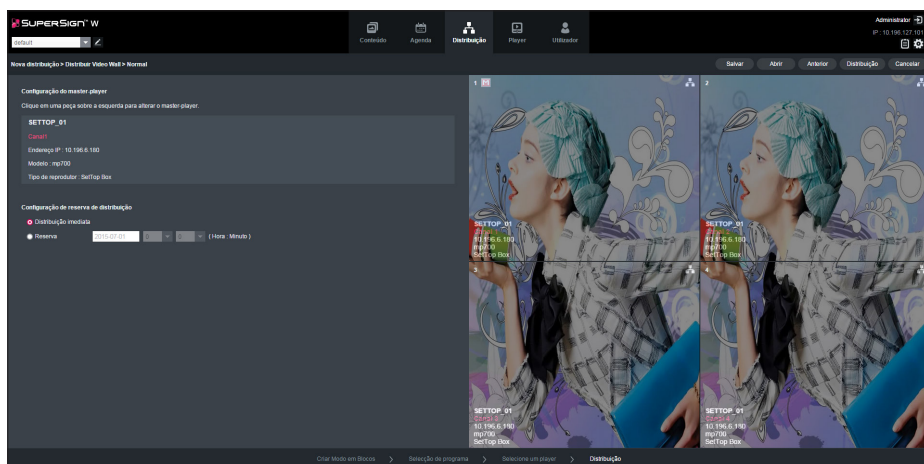 SUPERSIGN™ W
default
Conteúdo
Agenda
Distribuição
Player
Utilizador
Administrator
IP : 10.196.127.101
Nova distribuição > Distribuir Video Wall > Normal
Salvar
Abrir
Anterior
Distribuição
Cancelar
Configuração do master-player
Clique em uma peça sobre a esquerda para alterar o master-player.
SETTOP_01
Canal1
Endereço IP : 10.196.6.180
Modelo : mp700
Tipo de reprodutor : SetTop Box
Configuração de reserva de distribuição
Distribuição imediata
Reserva
2015-07-01
0
0
( Hora : Minuto )
1
M
SETTOP_01
10.196.6.180
mp700
SetTop Box
2
SETTOP_01
10.196.6.180
mp700
SetTop Box
3
SETTOP_01
10.196.6.180
mp700
SetTop Box
4
SETTOP_01
10.196.6.180
mp700
SetTop Box
Criar Modo em Blocos > Selecção de programa > Selecione um player > Distribuição